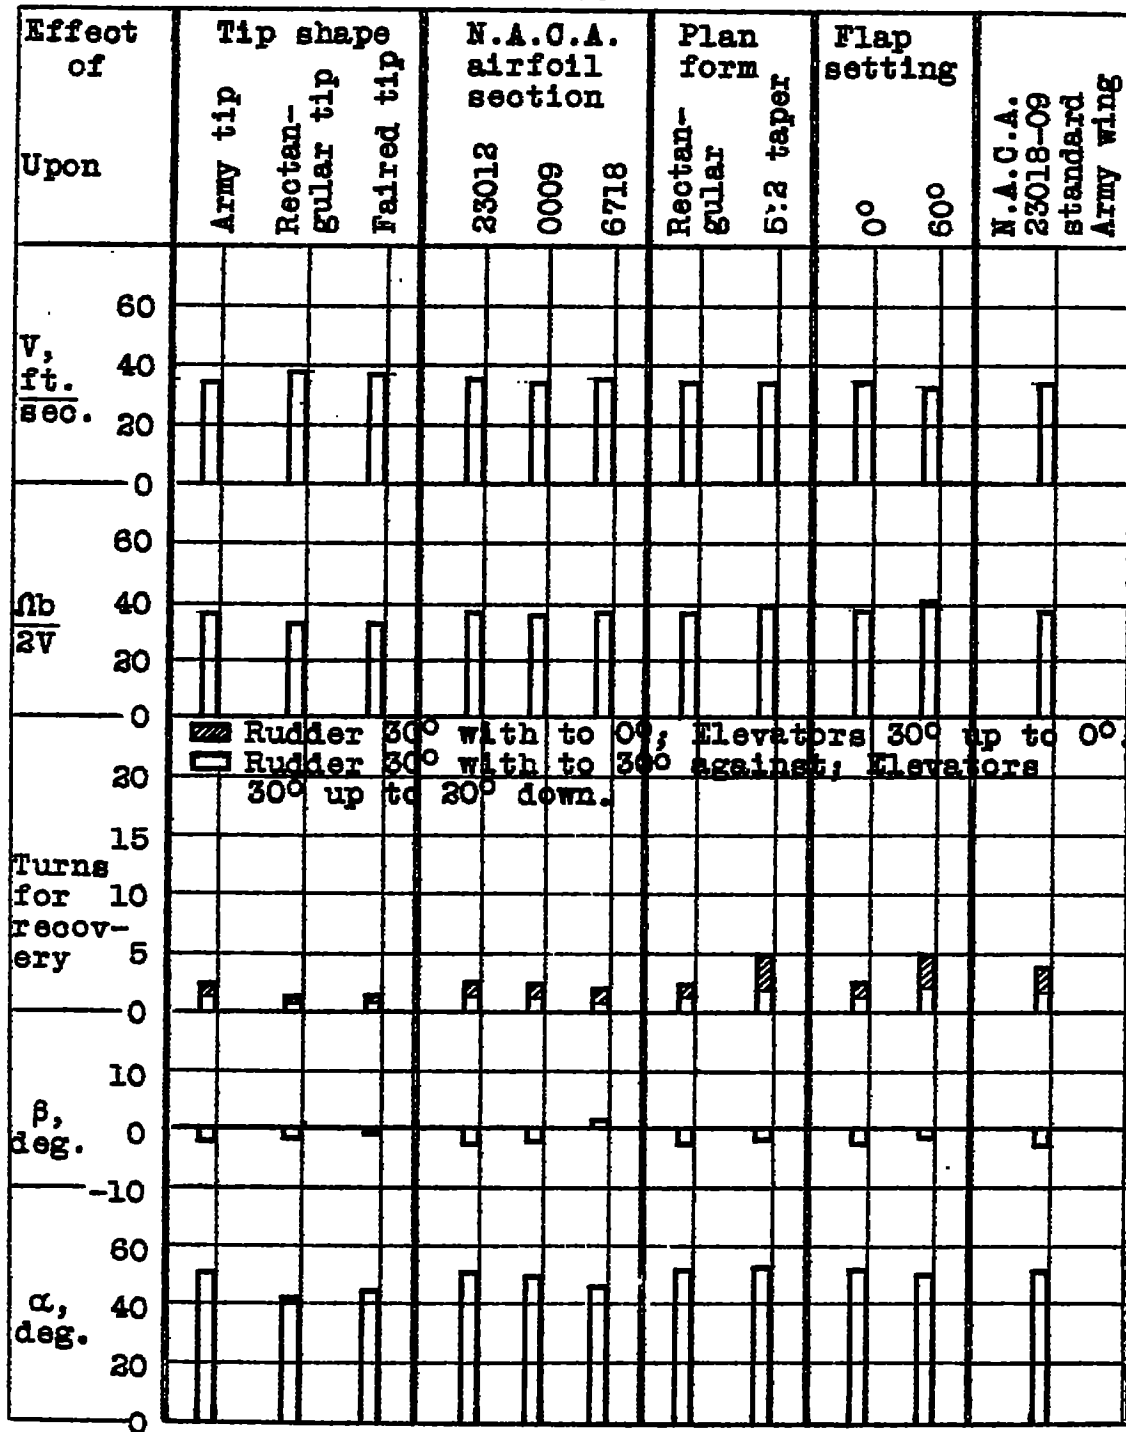 Effect
of
Upon
Tip shape
Army tip
Rectan-
gular tip
Faired tip
N.A.C.A.
airfoil
section
23012
0009
6718
Plan
form
Rectan-
gular
5:2 taper
Flap
setting
0°
60°
N.A.C.A.
23018-09
standard
Army wing
V,
ft.
sec.
60
40
20
0
Ωb
2V
60
40
20
0
Rudder 30° with to 0°; Elevators 30° up to 0°.
Rudder 30° with to 30° against; Elevators
30° up to 20° down.
Turns
for
recov-
ery
20
15
10
5
0
β,
deg.
10
0
-10
α,
deg.
60
40
20
0